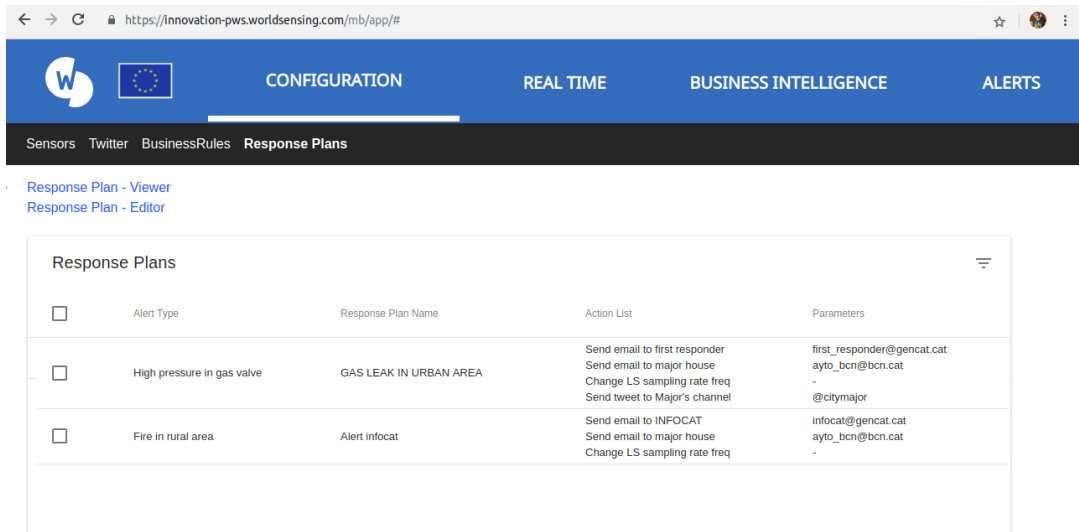 https://innovation-pws.worldsensing.com/mb/app/#
W
CONFIGURATION REAL TIME BUSINESS INTELLIGENCE ALERTS
Sensors Twitter BusinessRules Response Plans
Response Plan - Viewer
Response Plan - Editor
Response Plans
Alert Type Response Plan Name Action List Parameters
High pressure in gas valve GAS LEAK IN URBAN AREA
Send email to first responder first_responder@gencat.cat
Send email to major house ayto_bcn@bcn.cat
Change LS sampling rate freq -
Send tweet to Major's channel @citymajor
Fire in rural area Alert infocat
Send email to INFOCAT infocat@gencat.cat
Send email to major house ayto_bcn@bcn.cat
Change LS sampling rate freq -